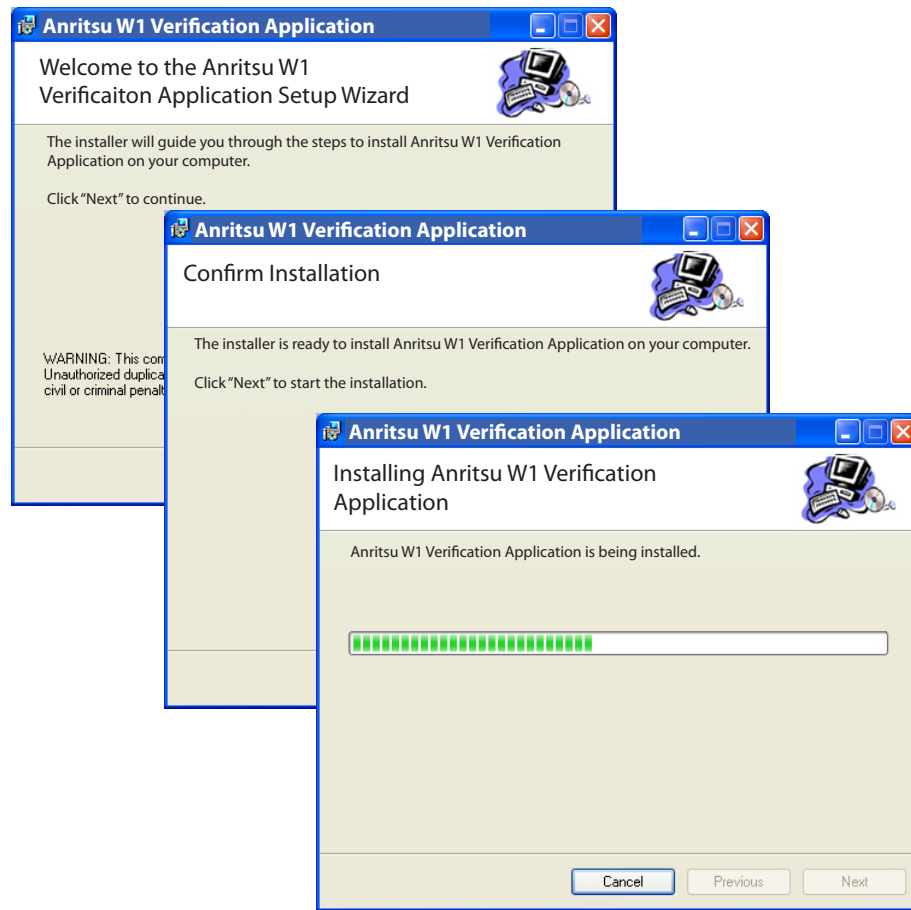 Anritsu W1 Verification Application
Welcome to the Anritsu W1
Verificaiton Application Setup Wizard
The installer will guide you through the steps to install Anritsu W1 Verification
Application on your computer.
Click "Next" to continue.
WARNING: This com
Unauthorized duplica
civil or criminal penalt
Anritsu W1 Verification Application
Confirm Installation
The installer is ready to install Anritsu W1 Verification Application on your computer.
Click "Next" to start the installation.
Anritsu W1 Verification Application
Installing Anritsu W1 Verification
Application
Anritsu W1 Verification Application is being installed.
Cancel
Previous
Next